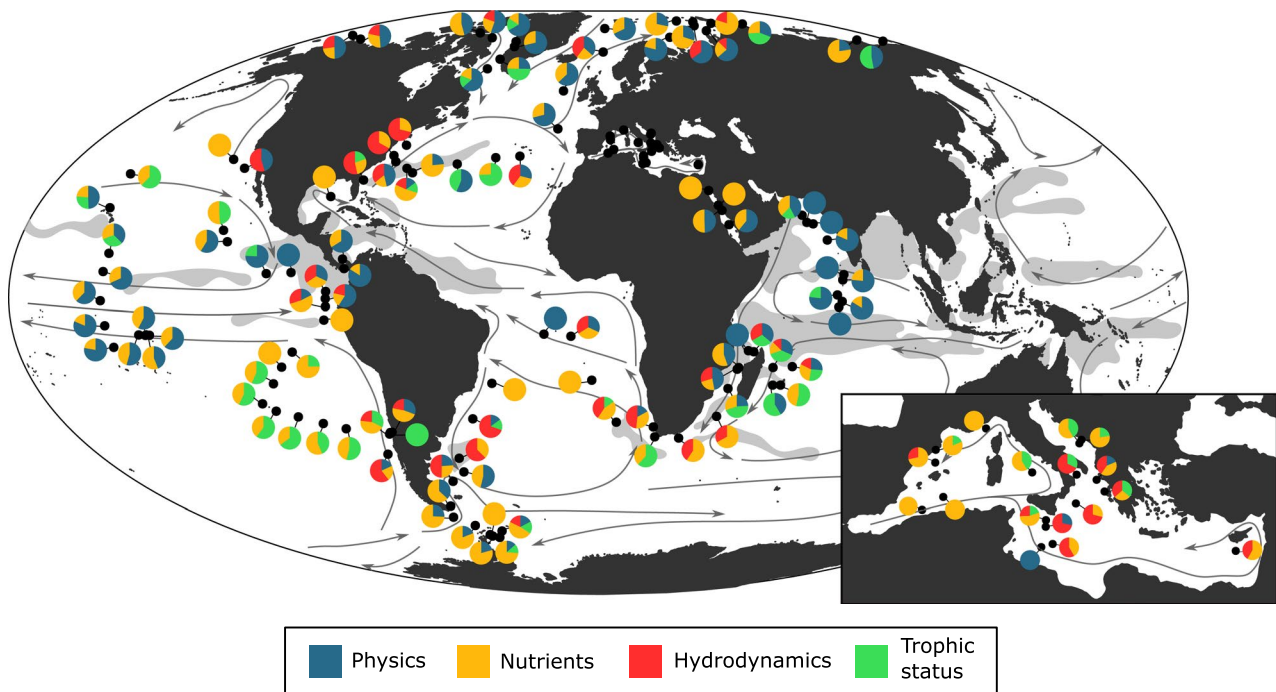 Physics
Nutrients
Hydrodynamics
Trophic
status